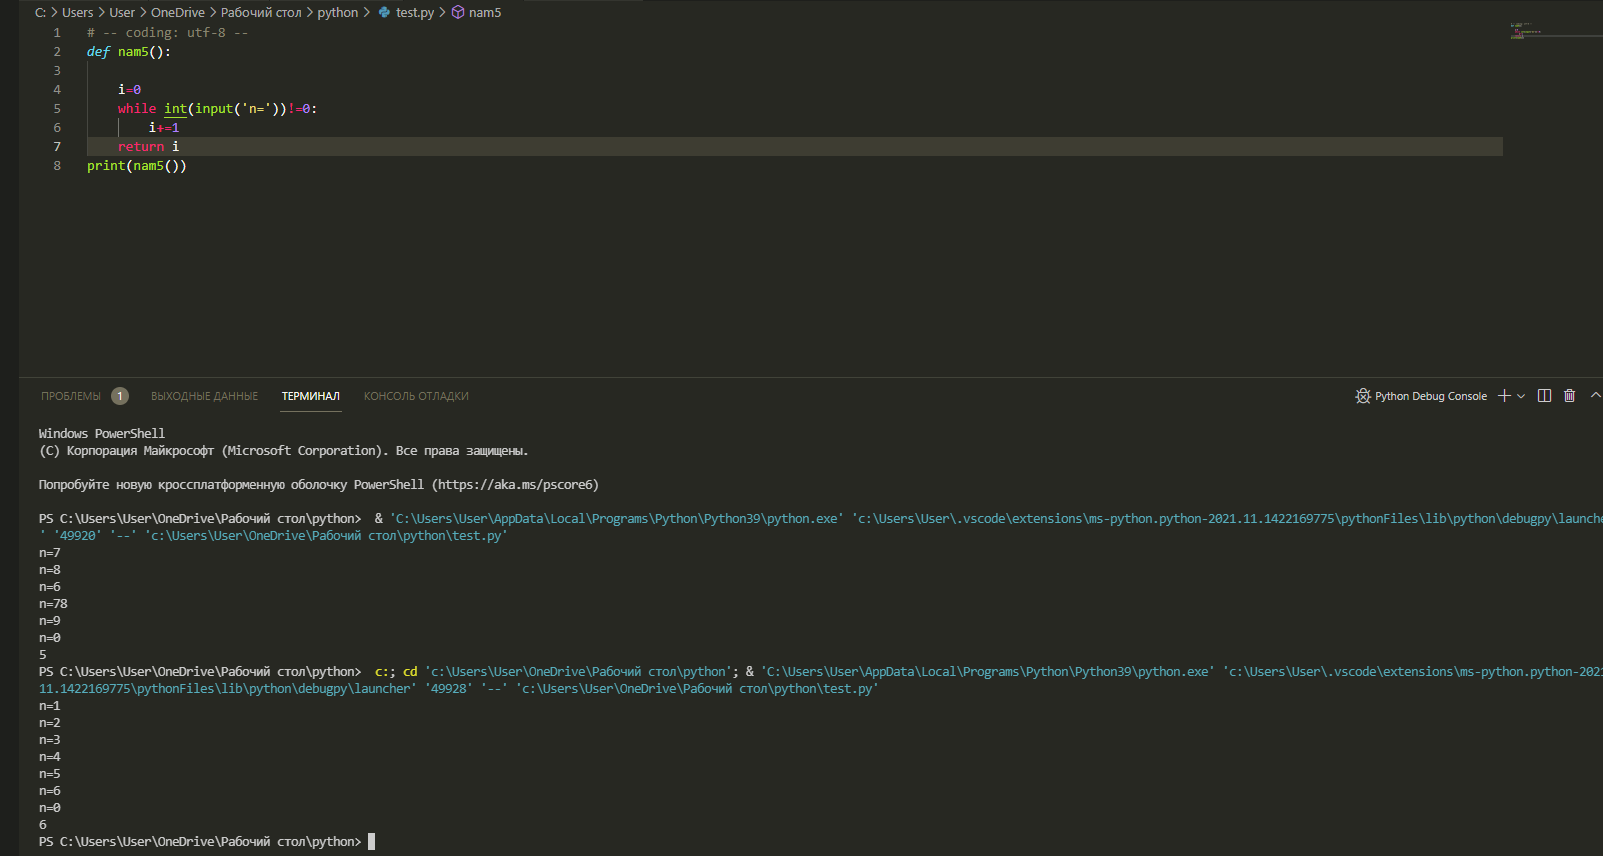 C: > Users > User > OneDrive > Рабочий стол > python > test.py > nam5
1 # -- coding: utf-8 --
2 def nam5():
3
4 i=0
5 while int(input('n='))!=0:
6 i+=1
7 return i
8 print(nam5())
ПРОБЛЕМЫ 1 ВЫХОДНЫЕ ДАННЫЕ ТЕРМИНАЛ КОНСОЛЬ ОТЛАДКИ Python Debug Console
Windows PowerShell
(C) Корпорация Майкрософт (Microsoft Corporation). Все права защищены.
Попробуйте новую кроссплатформенную оболочку PowerShell (https://aka.ms/pscore6)
PS C:\Users\User\OneDrive\Рабочий стол\python>  & 'C:\Users\User\AppData\Local\Programs\Python\Python39\python.exe' 'c:\Users\User\.vscode\extensions\ms-python.python-2021.11.1422169775\pythonFiles\lib\python\debugpy\launche
' '49920' '--' 'c:\Users\User\OneDrive\Рабочий стол\python\test.py'
n=7
n=8
n=6
n=78
n=9
n=0
5
PS C:\Users\User\OneDrive\Рабочий стол\python>  c:; cd 'c:\Users\User\OneDrive\Рабочий стол\python'; & 'C:\Users\User\AppData\Local\Programs\Python\Python39\python.exe' 'c:\Users\User\.vscode\extensions\ms-python.python-202
11.1422169775\pythonFiles\lib\python\debugpy\launcher' '49928' '--' 'c:\Users\User\OneDrive\Рабочий стол\python\test.py'
n=1
n=2
n=3
n=4
n=5
n=6
n=0
6
PS C:\Users\User\OneDrive\Рабочий стол\python>